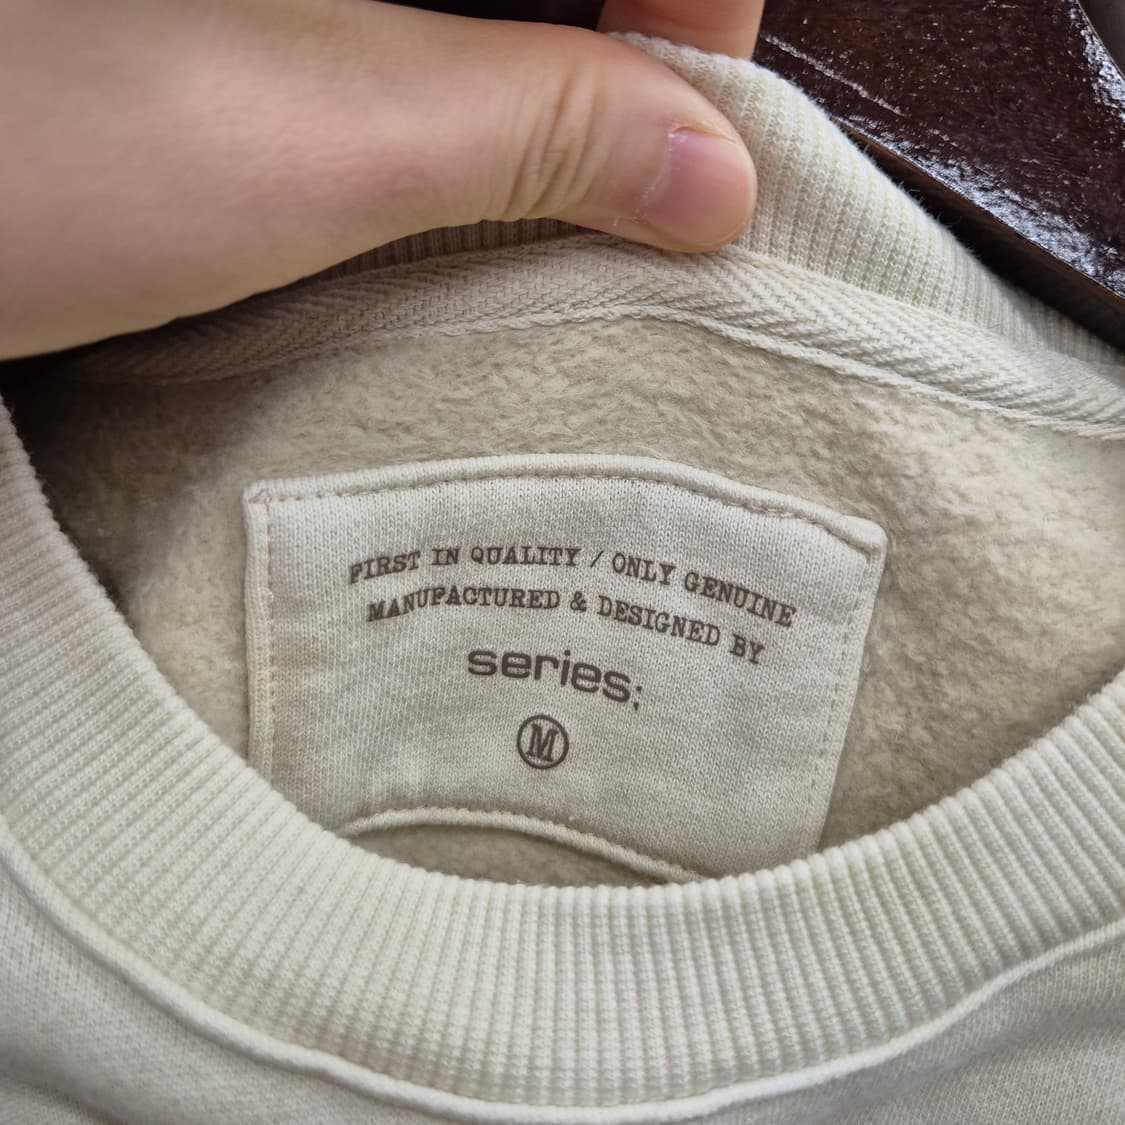 FIRST IN QUALITY / ONLY GENUINE
MANUFACTURED & DESIGNED BY
series;
M